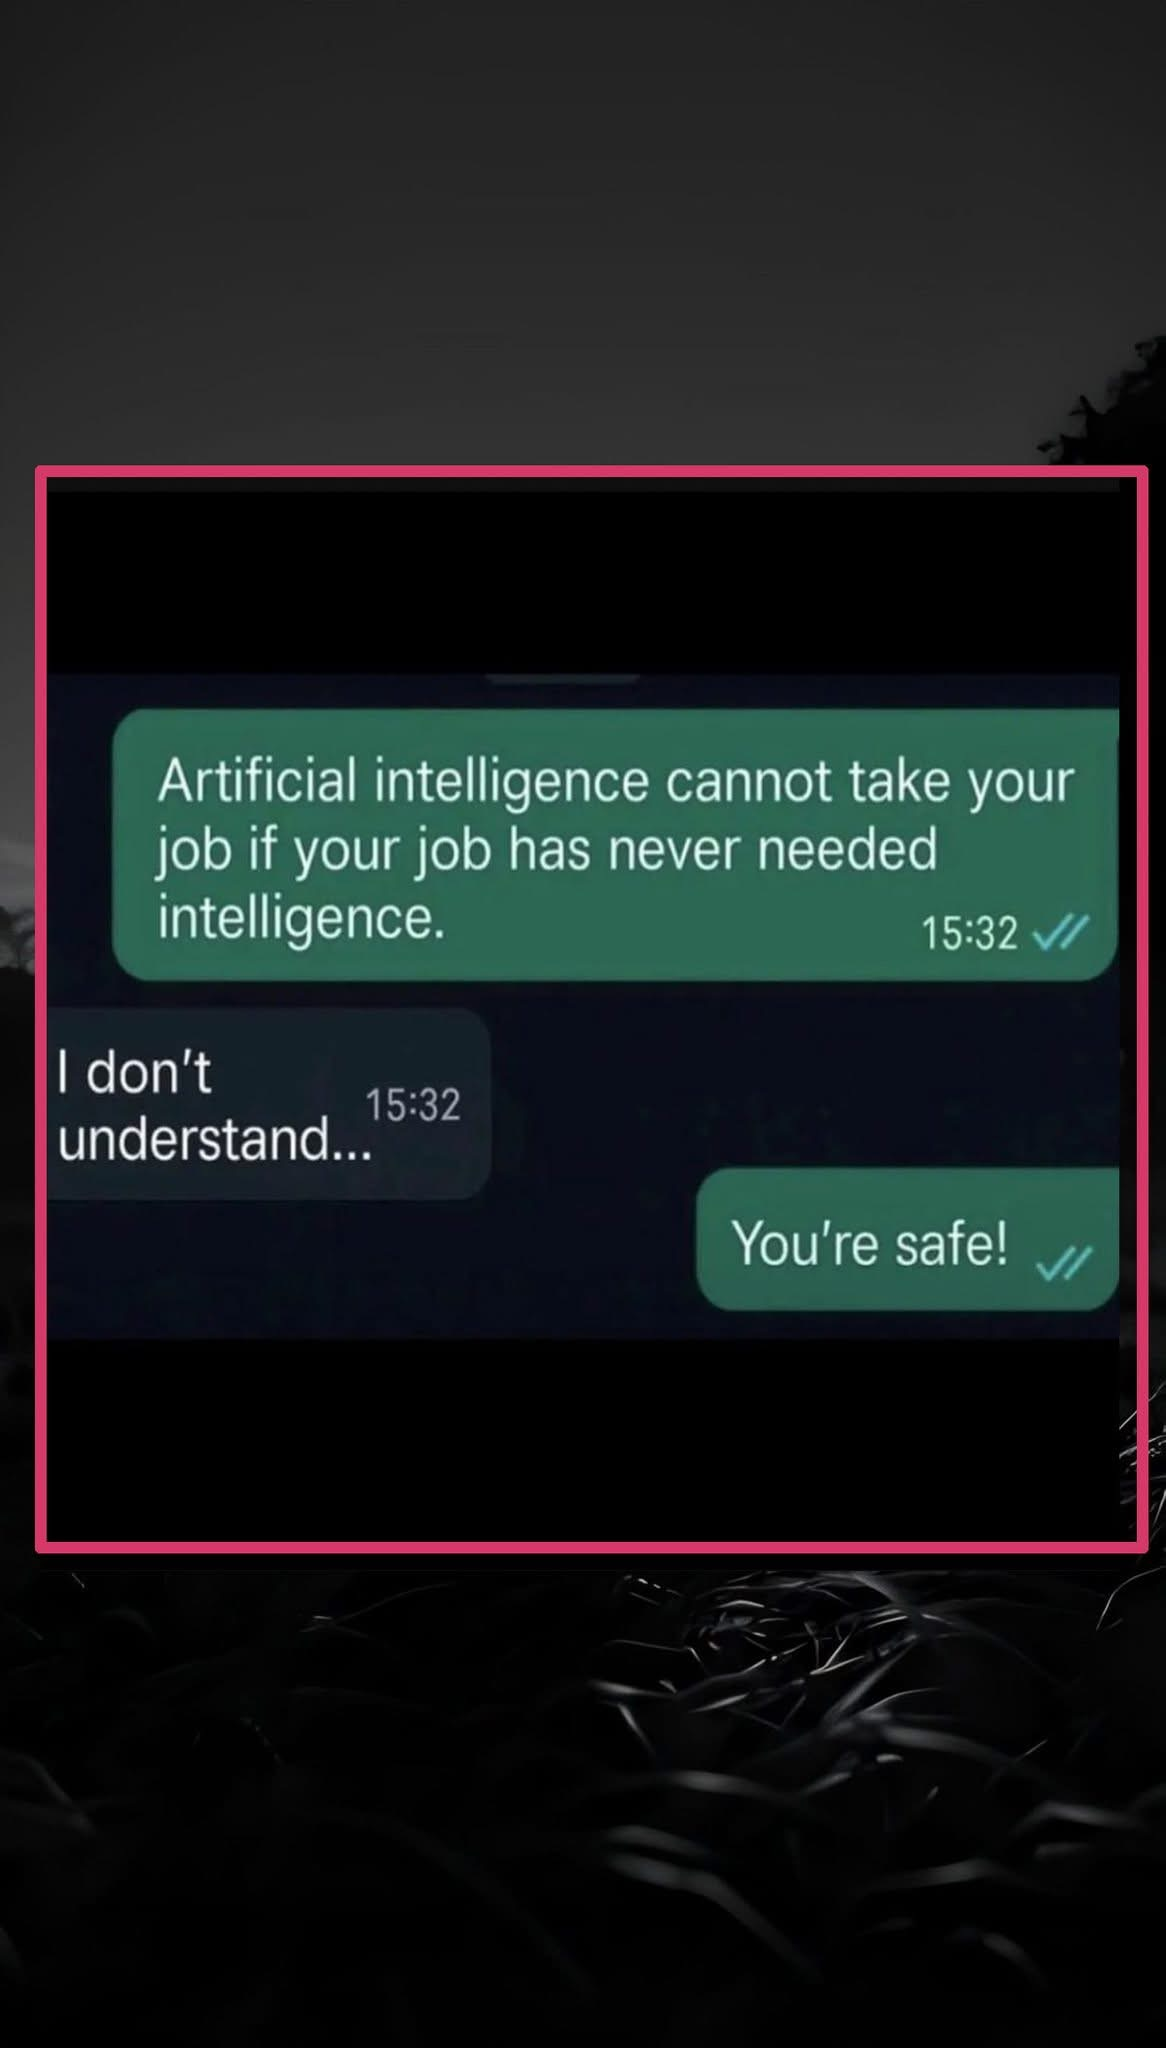 Artificial intelligence cannot take your
job if your job has never needed
intelligence.
15:32
I don't
understand...
15:32
You're safe!